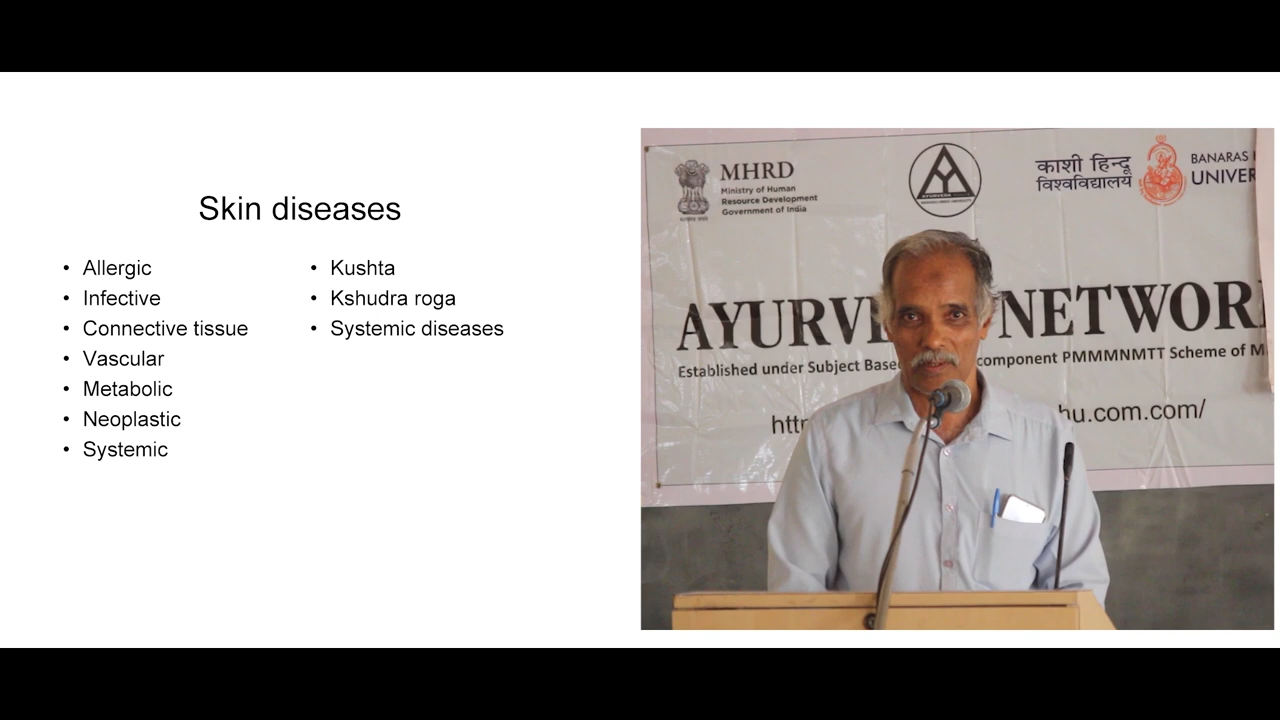 Skin diseases
• Allergic
• Infective
• Connective tissue
• Vascular
• Metabolic
• Neoplastic
• Systemic
• Kushta
• Kshudra roga
• Systemic diseases
MHRD
Ministry of Human
Resource Development
Government of India
AYURVEDA
काशी हिन्दू
विश्वविद्यालय
BANARAS
UNIVER
NETWOR
Established under Subject Base component PMMMNMTT Scheme of M
hu.com.com/